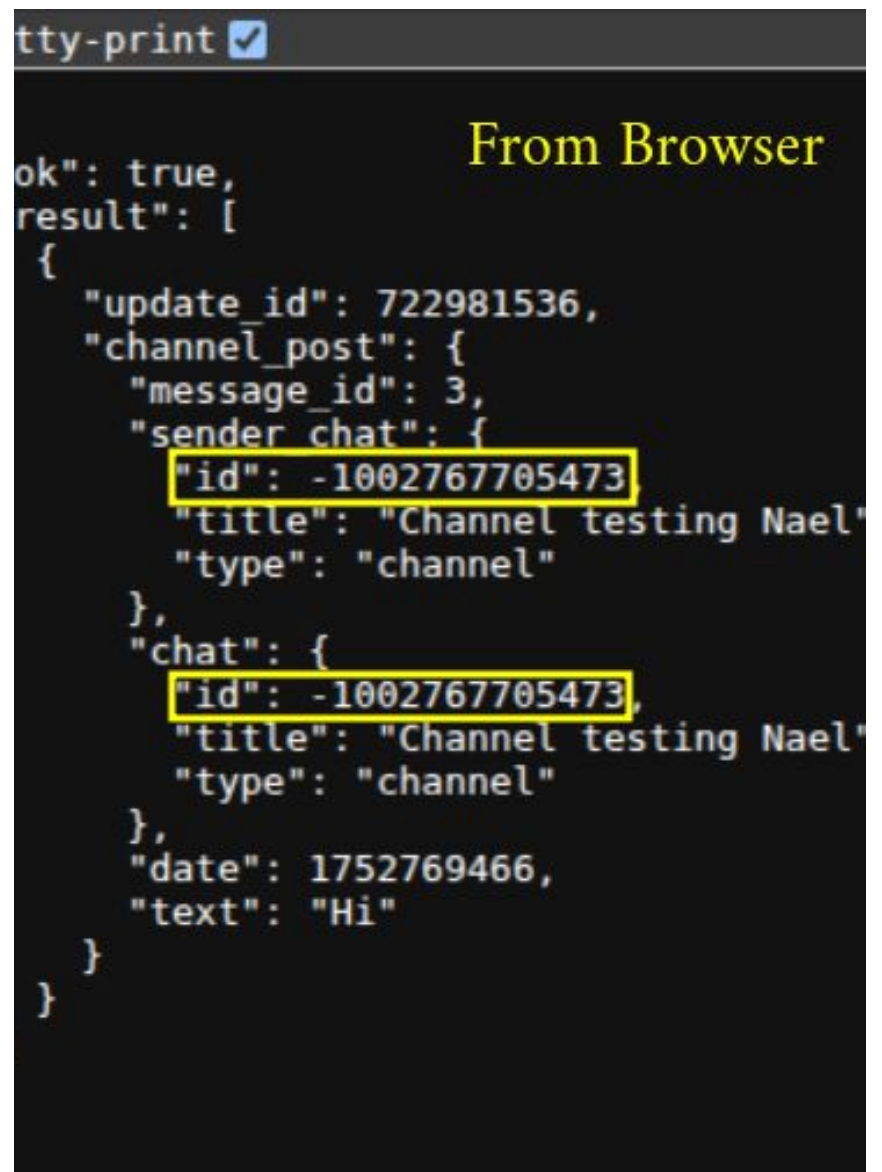 tty-print
From Browser
ok": true,
result": [
{
"update_id": 722981536,
"channel_post": {
"message_id": 3,
"sender_chat": {
"id": -1002767705473,
"title": "Channel testing Nael"
"type": "channel"
},
"chat": {
"id": -1002767705473,
"title": "Channel testing Nael"
"type": "channel"
},
"date": 1752769466,
"text": "Hi"
}
}